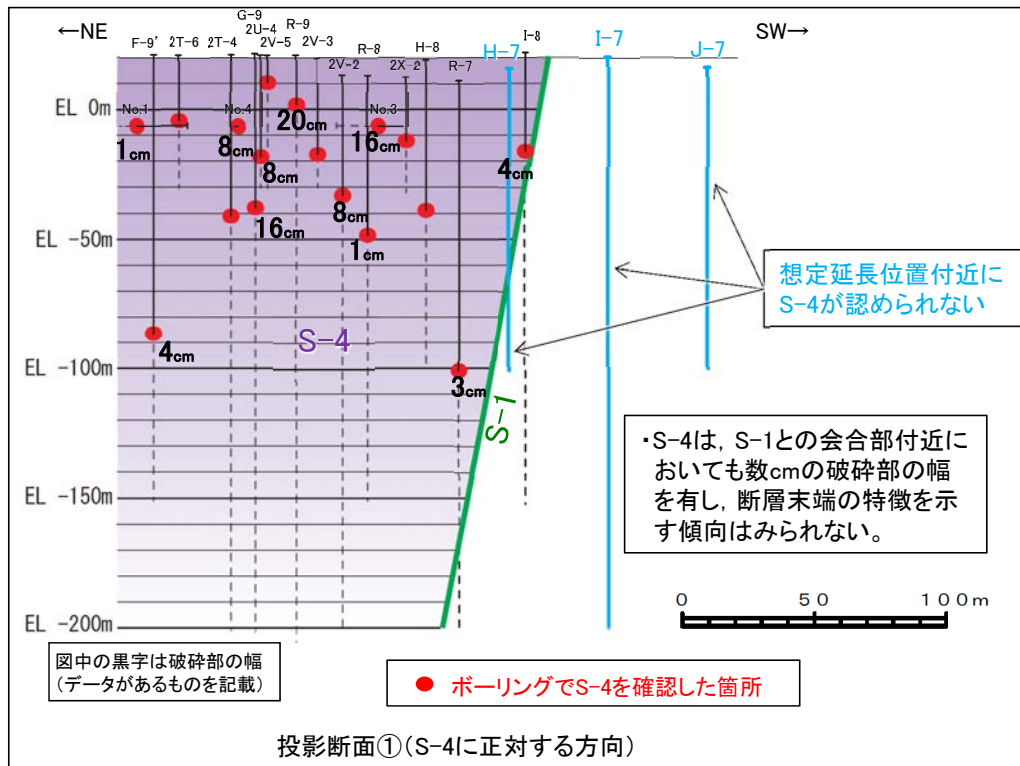 ←NE
SW→
G-9
2U-4
R-9
F-9'
2T-6
2T-4
2V-5
2V-3
2V-2
R-8
2X-2
H-8
R-7
I-8
H-7
I-7
J-7
EL 0m
No.1
No.4
No.3
1cm
8cm
8cm
20cm
16cm
4cm
EL -50m
16cm
8cm
1cm
想定延長位置付近に
S-4が認められない
EL -100m
4cm
S-4
3cm
S-1
・S-4は，S-1との会合部付近に
おいても数cmの破砕部の幅
を有し，断層末端の特徴を示
す傾向はみられない。
EL -150m
EL -200m
0 50 100m
図中の黒字は破砕部の幅
（データがあるものを記載）
● ボーリングでS-4を確認した箇所
投影断面①（S-4に正対する方向）